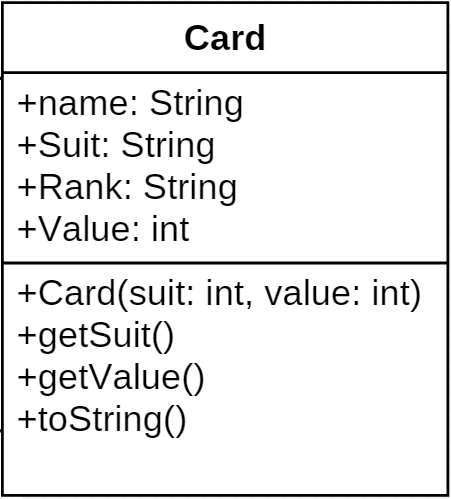 Card
+name: String
+Suit: String
+Rank: String
+Value: int
+Card(suit: int, value: int)
+getSuit()
+getValue()
+toString()